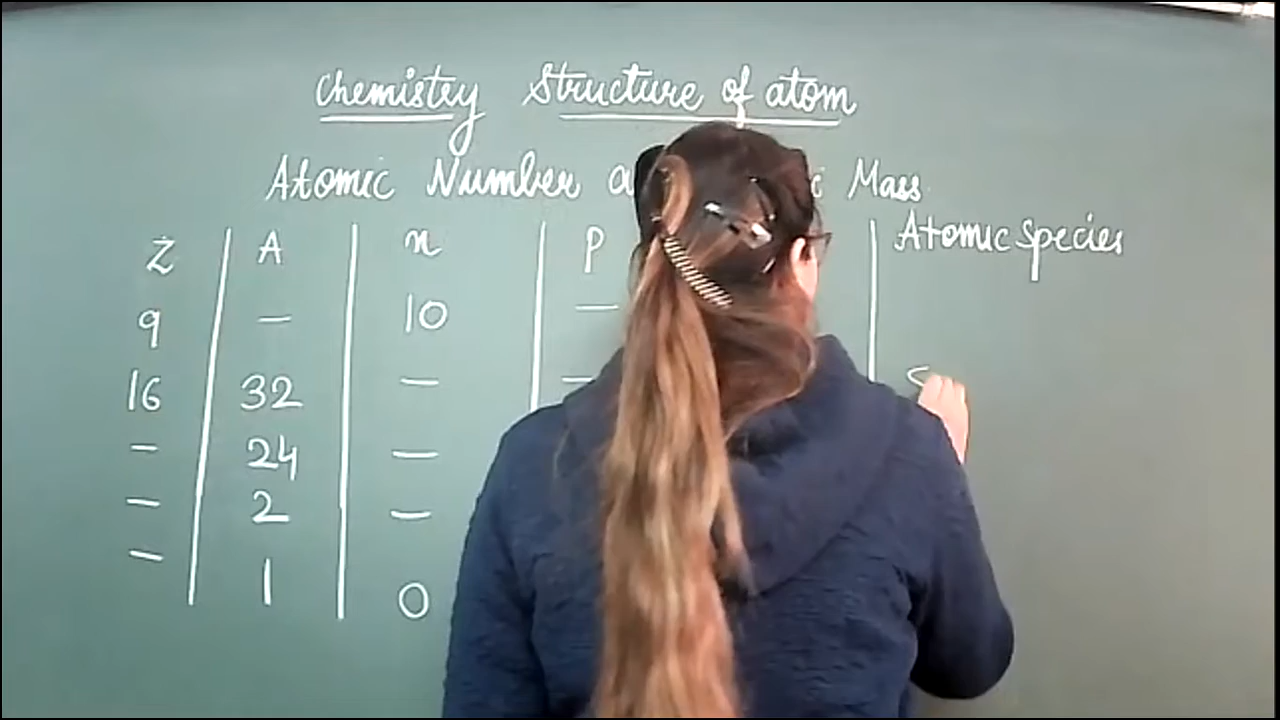 Chemistry Structure of atom
Atomic Number Mass
Z A n P Atomic species
9 — 10 —
16 32 — — S
— 24 —
— 2 —
— 1 0